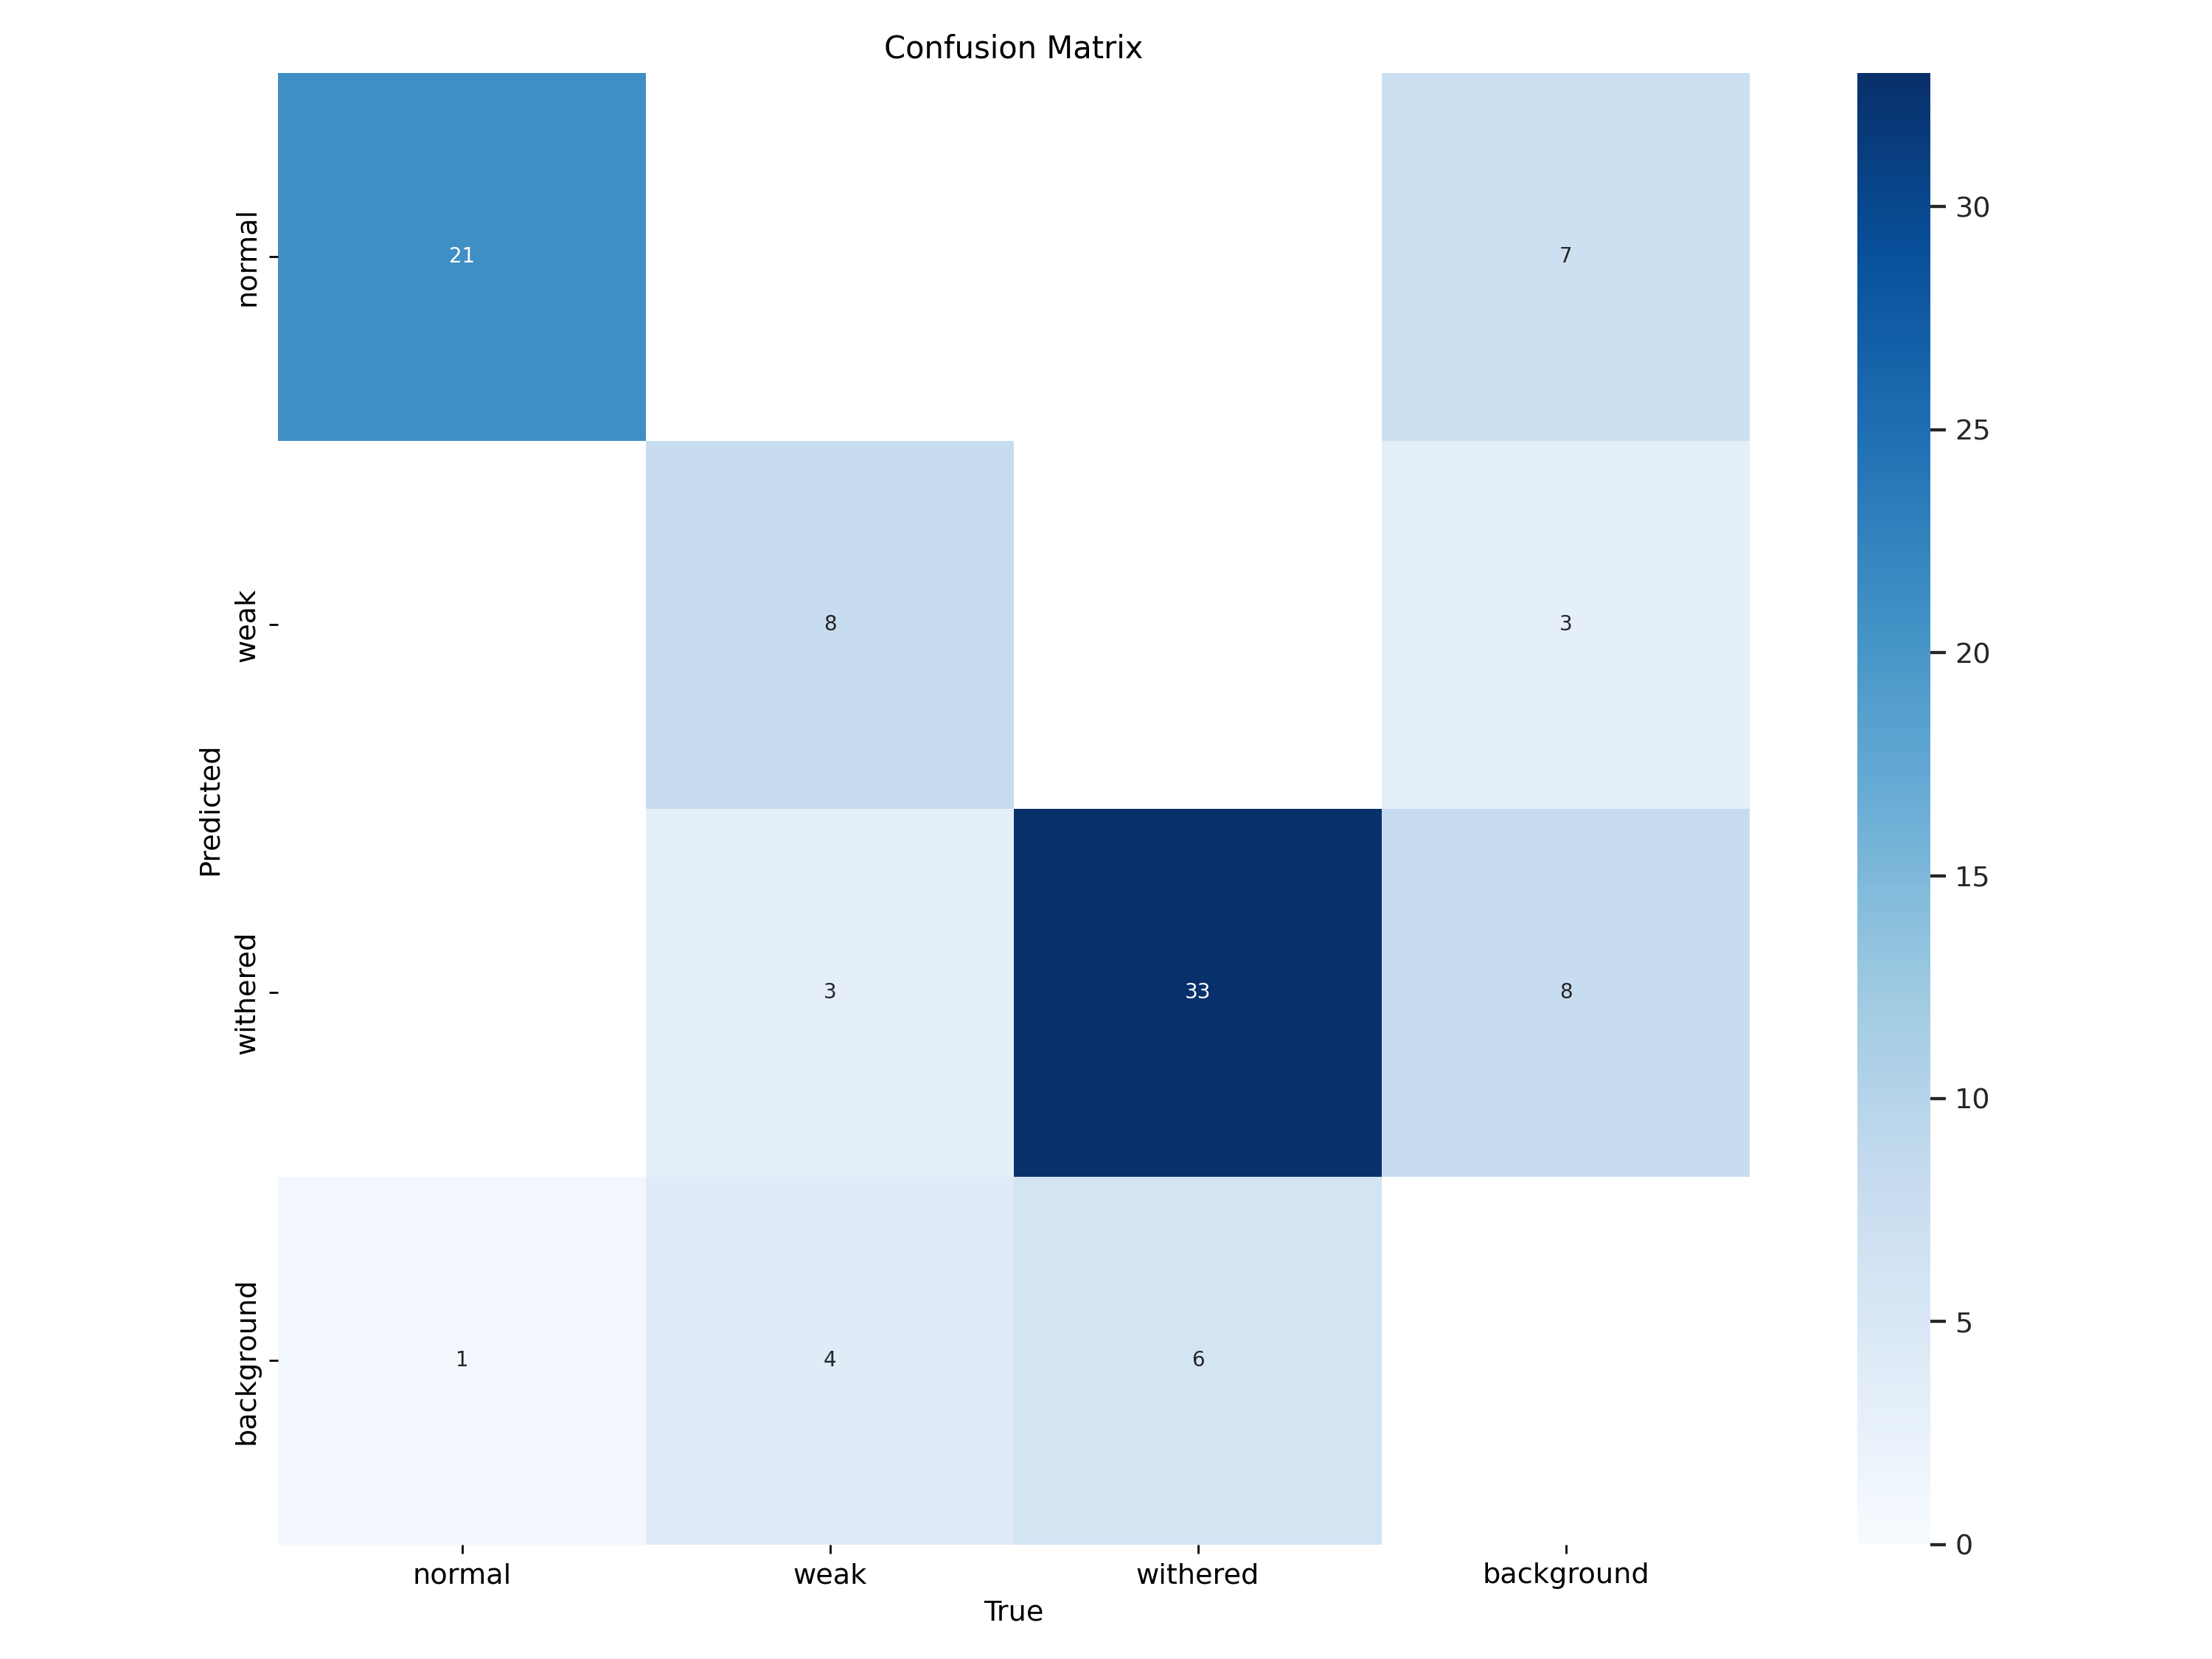 Confusion Matrix
normal
21
7
weak
8
3
withered
3
33
8
background
1
4
6
Predicted
normal
weak
withered
background
True
30
25
20
15
10
5
0